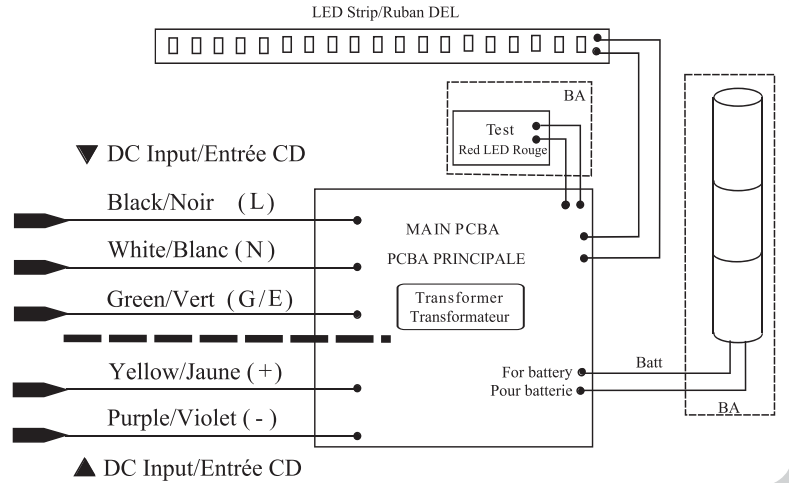 LED Strip/Ruban DEL
BA
Test
Red LED Rouge
▼ DC Input/Entrée CD
Black/Noir (L)
MAIN PCBA
White/Blanc (N)
PCBA PRINCIPALE
Green/Vert (G/E)
Transformer
Transformateur
Yellow/Jaune (+)
For battery
Batt
Pour batterie
BA
Purple/Violet (-)
▲ DC Input/Entrée CD